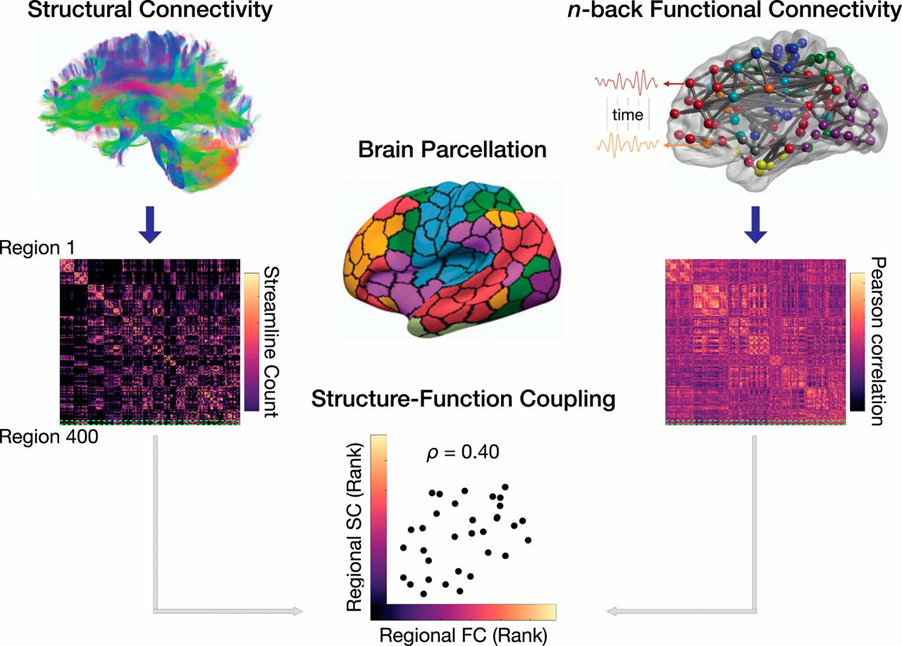 Structural Connectivity
n-back Functional Connectivity
time
Brain Parcellation
Region 1
Streamline Count
Pearson correlation
Region 400
Structure-Function Coupling
ρ = 0.40
Regional SC (Rank)
Regional FC (Rank)